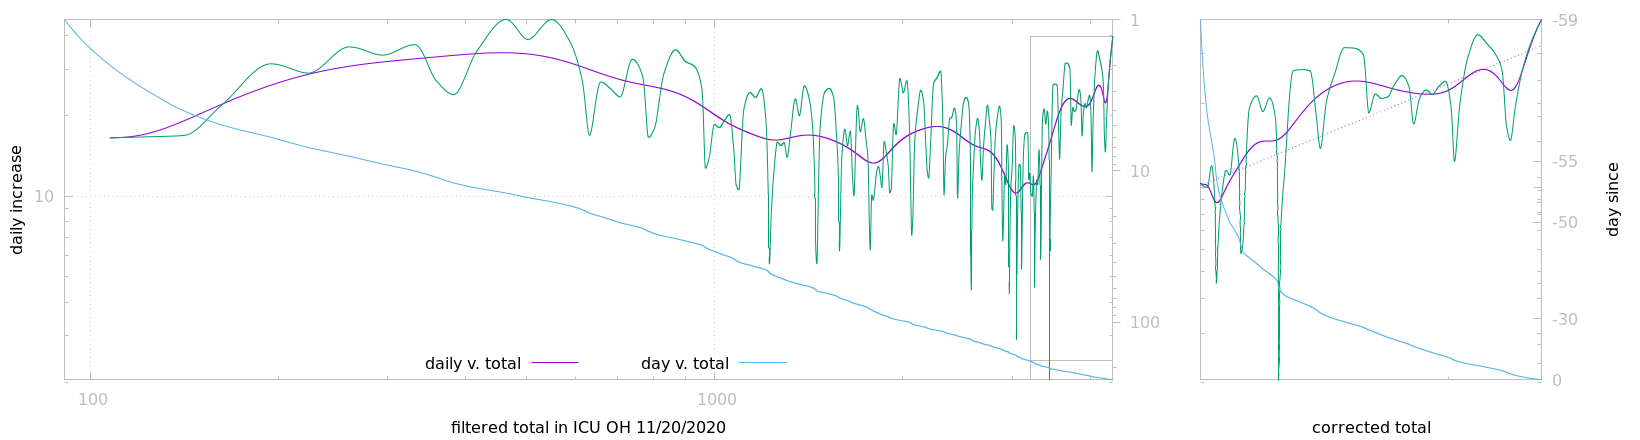 1
-59
daily increase
10
10
-55
-50
day since
100
-30
daily v. total
day v. total
0
100
1000
filtered total in ICU OH 11/20/2020
corrected total